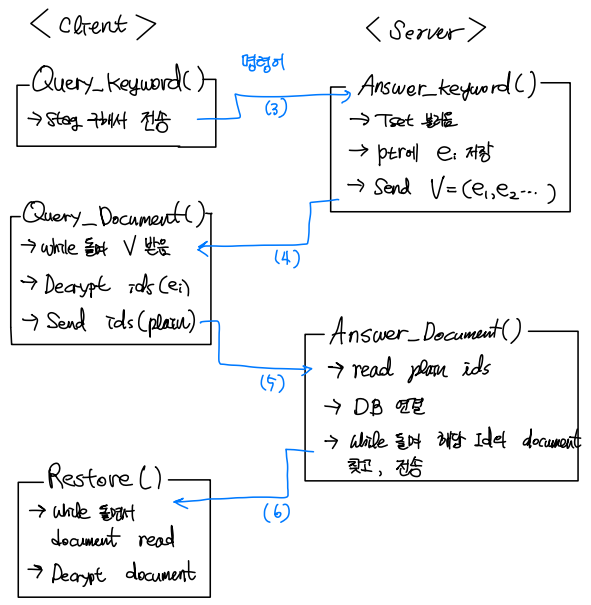 < Client >
< Server >
Query_keyword()
→ Stag 구해서 전송
명령어
(3)
Answer_keyword()
→ Tset 불러옴
→ ptr에 ei 저장
→ Send V=(e1,e2... )
(4)
Query_Document()
→ while 돌며 V 받음
→ Decrypt ids(ei)
→ Send ids(plain)
(5)
Answer_Document()
→ read plain ids
→ DB 연결
→ while 돌며 해당 Id의 document
찾고, 전송
(6)
Restore()
→ while 돌면서
document read
→ Decrypt document